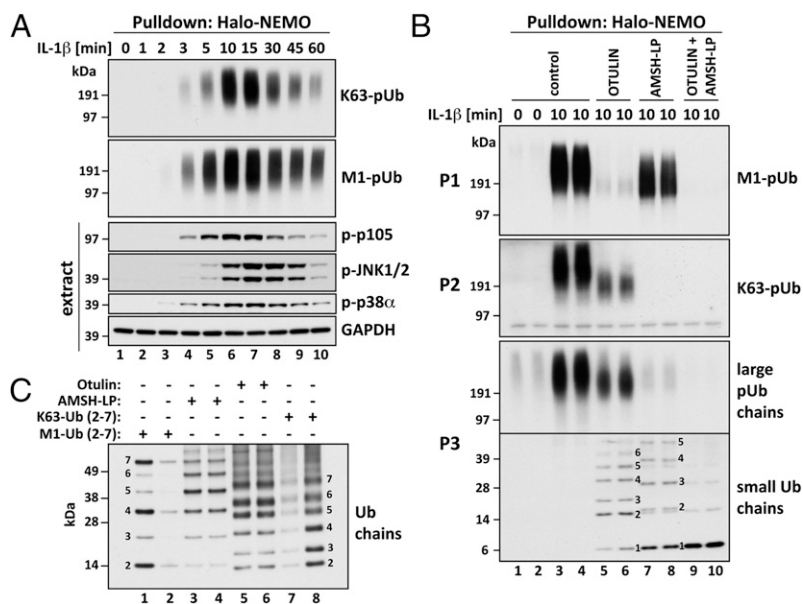 A
Pulldown: Halo-NEMO
IL-1β [min] 0 1 2 3 5 10 15 30 45 60
kDa
191
97
K63-pUb
191
97
M1-pUb
extract
97
p-p105
39
p-JNK1/2
39
p-p38α
39
GAPDH
1 2 3 4 5 6 7 8 9 10
B
Pulldown: Halo-NEMO
control
OTULIN
AMSH-LP
OTULIN +
AMSH-LP
IL-1β [min] 0 0 10 10 10 10 10 10 10 10
kDa
P1
191
97
M1-pUb
P2
191
97
K63-pUb
191
large
pUb
chains
P3
39
28
14
6
6
5
4
3
2
1
5
4
3
2
1
small Ub
chains
1 2 3 4 5 6 7 8 9 10
C
Otulin: - - - - + + - -
AMSH-LP: - - + + - - - -
K63-Ub (2-7): - - - - - - + +
M1-Ub (2-7): + + - - - - - -
kDa
49
38
28
14
7
6
5
4
3
2
7
6
5
4
3
2
Ub
chains
1 2 3 4 5 6 7 8